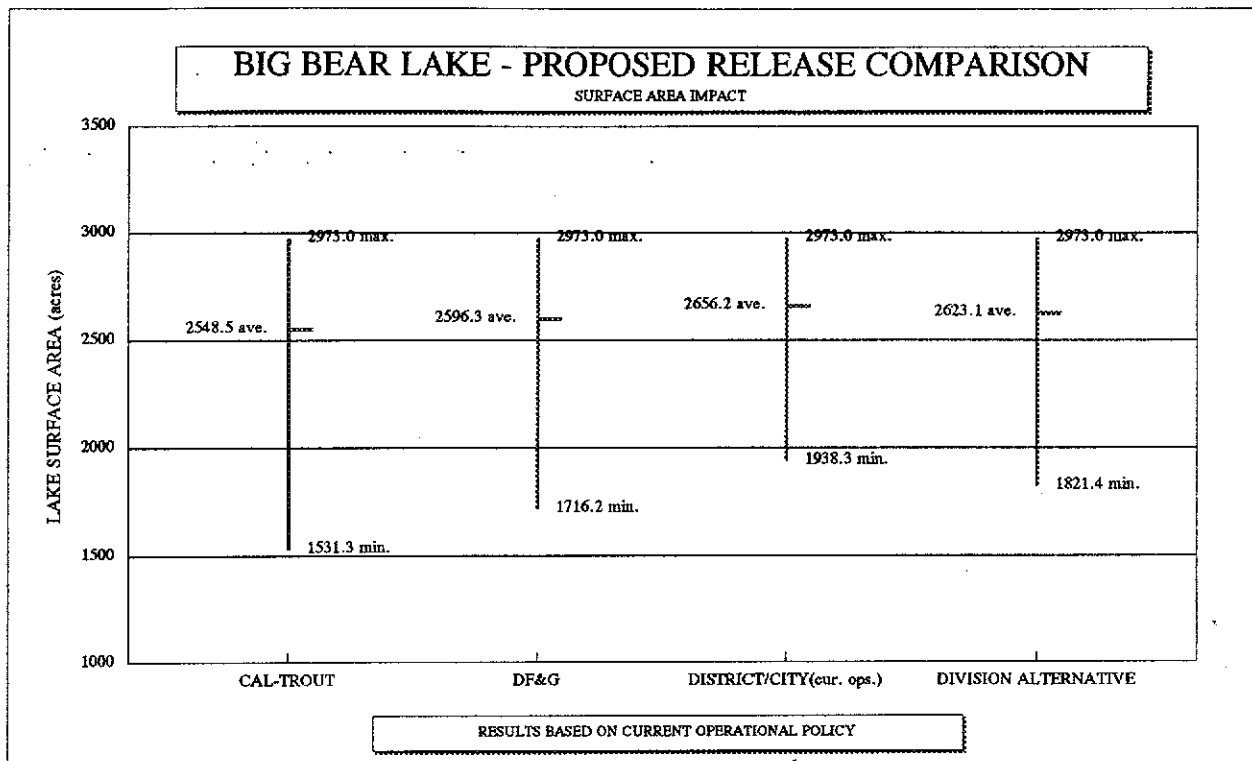 BIG BEAR LAKE - PROPOSED RELEASE COMPARISON
SURFACE AREA IMPACT
LAKE SURFACE AREA (acres)
3500
3000
2500
2000
1500
1000
2973.0 max.
2973.0 max.
2973.0 max.
2973.0 max.
2548.5 ave.
2596.3 ave.
2656.2 ave.
2623.1 ave.
1531.3 min.
1716.2 min.
1938.3 min.
1821.4 min.
CAL-TROUT
DF&G
DISTRICT/CITY(cur. ops.)
DIVISION ALTERNATIVE
RESULTS BASED ON CURRENT OPERATIONAL POLICY